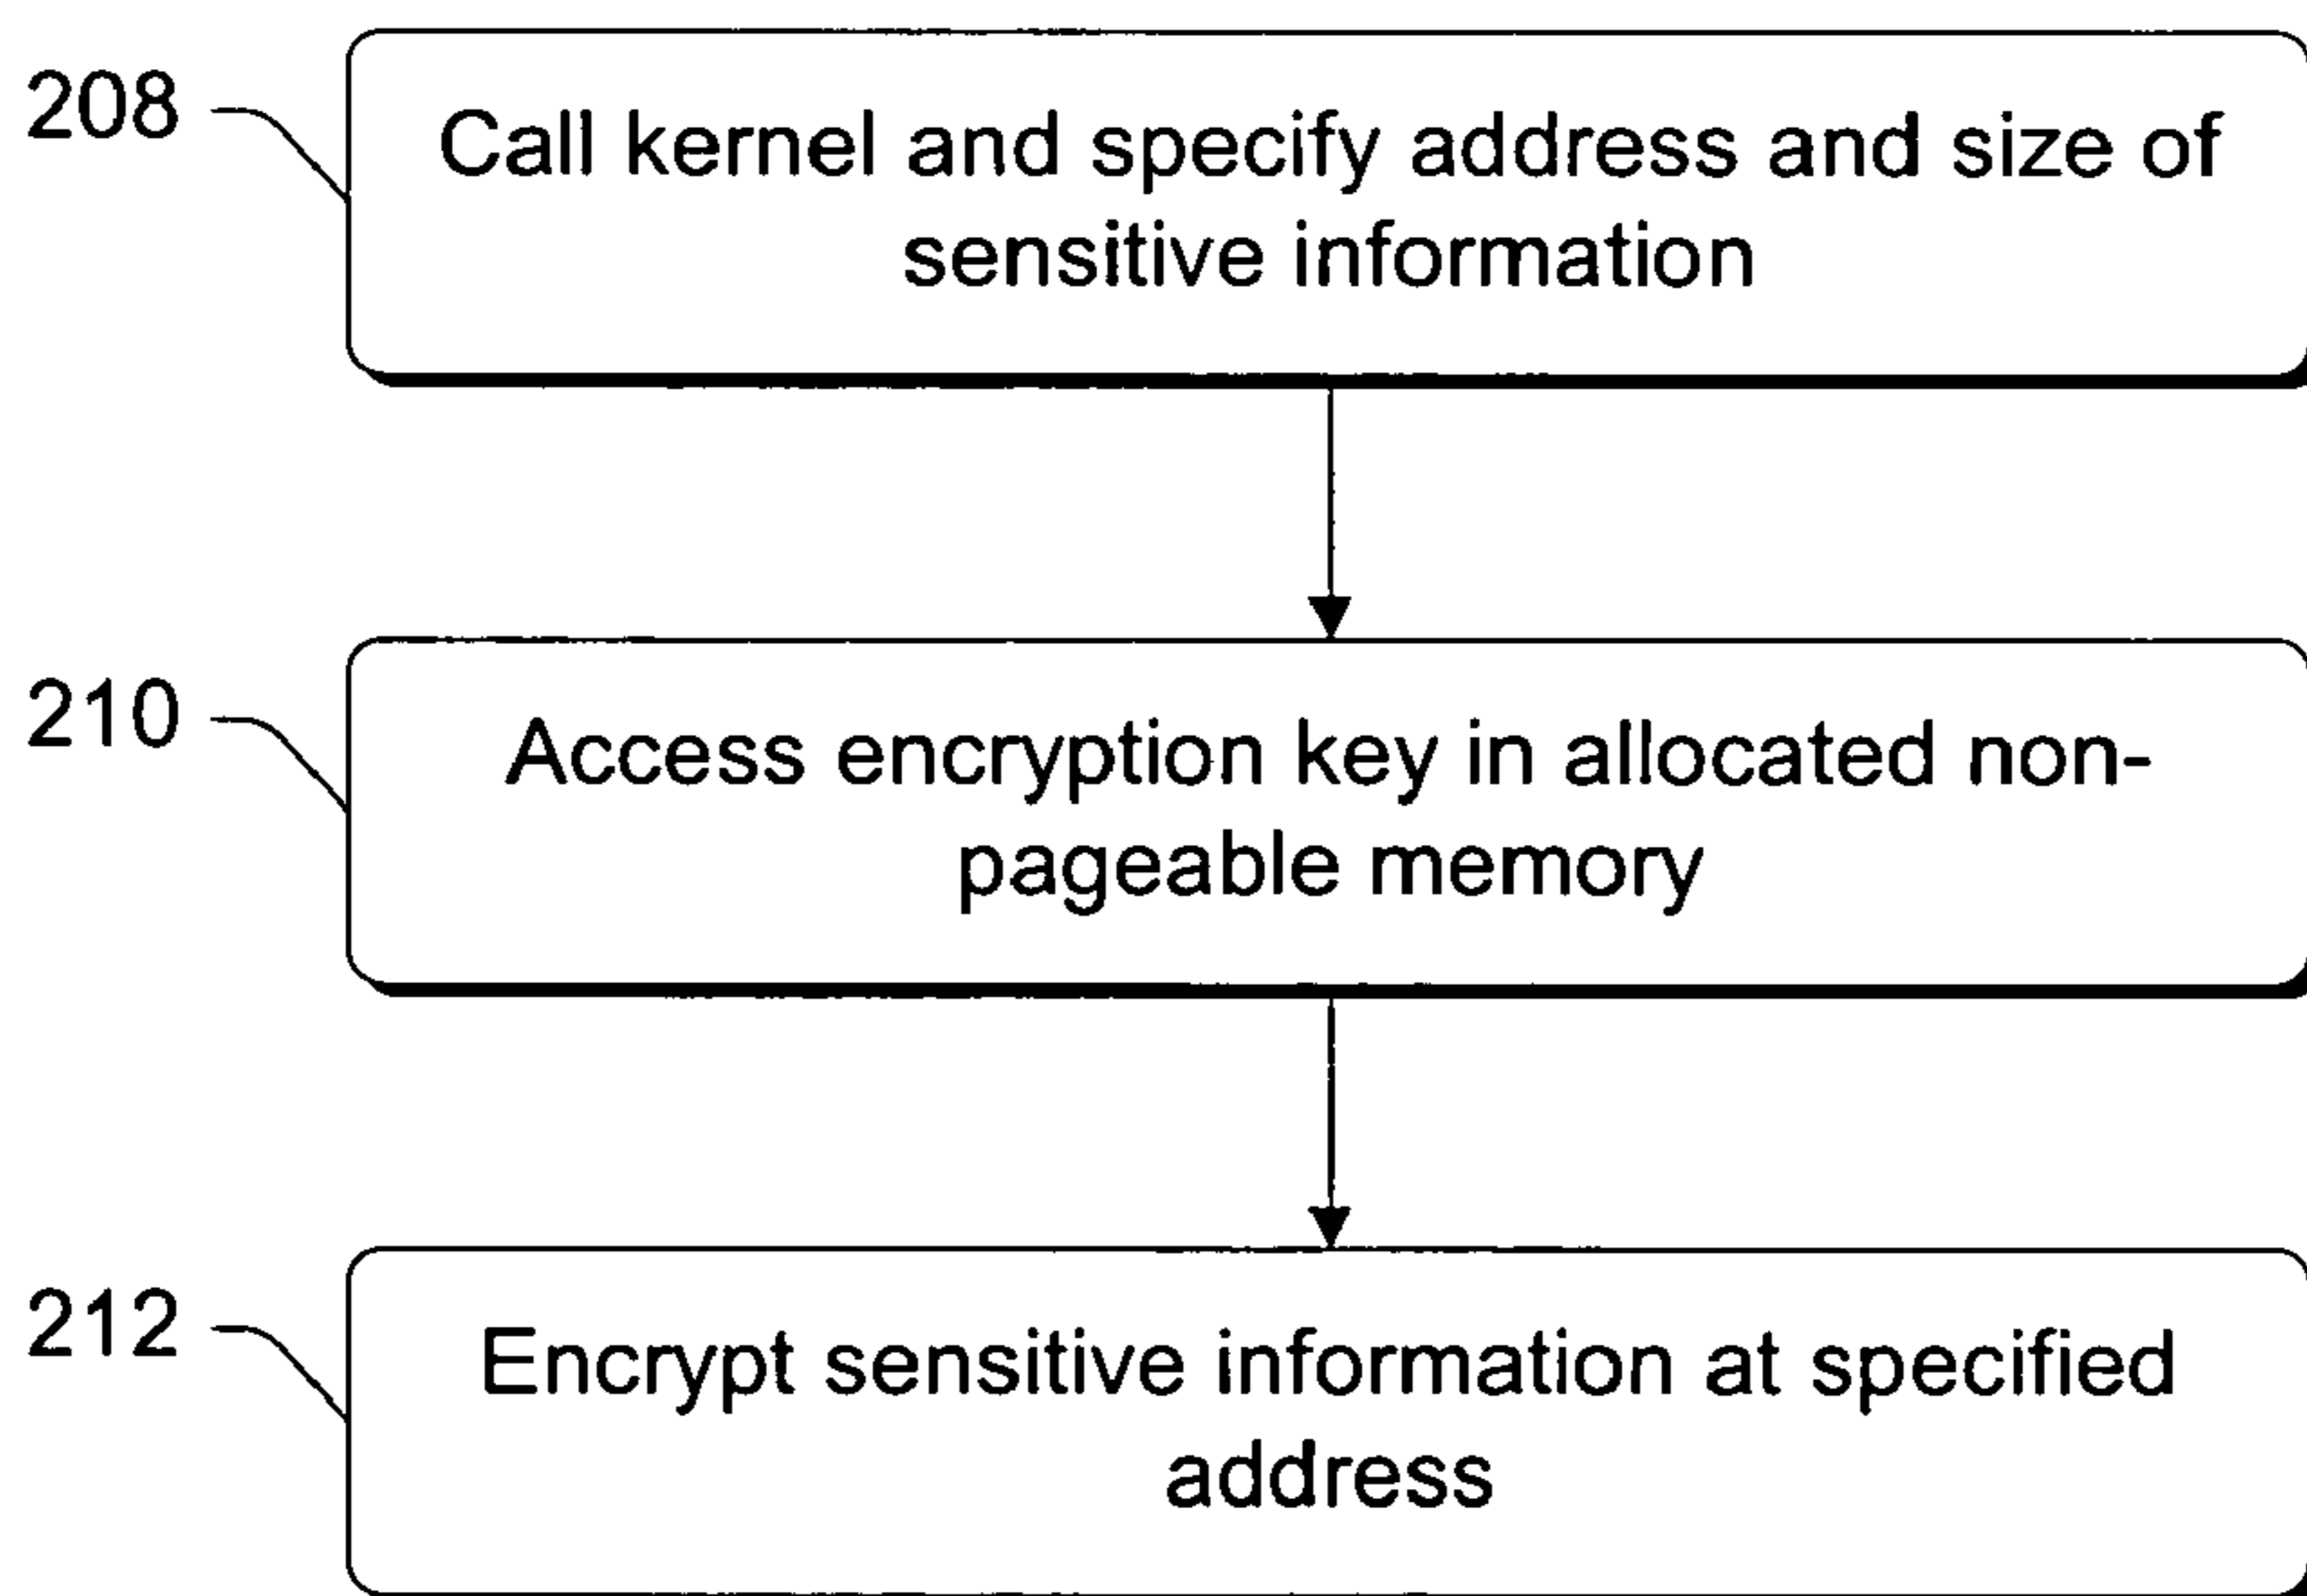 208
Call kernel and specify address and size of
sensitive information
210
Access encryption key in allocated non-
pageable memory
212
Encrypt sensitive information at specified
address